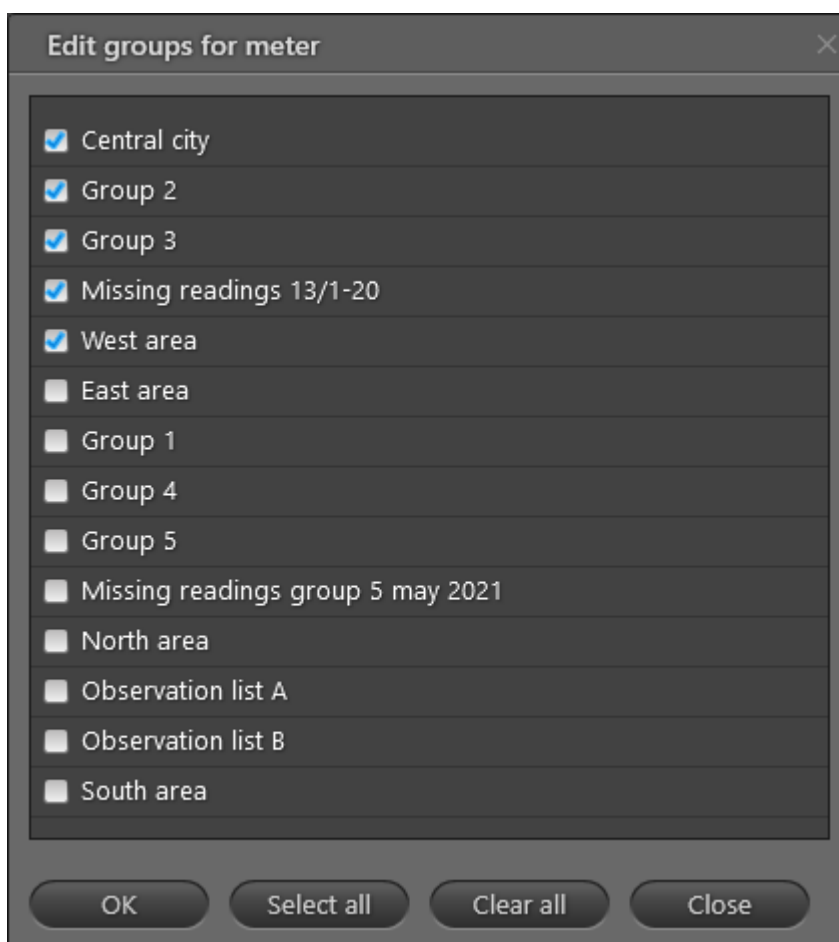 Edit groups for meter
Central city
Group 2
Group 3
Missing readings 13/1-20
West area
East area
Group 1
Group 4
Group 5
Missing readings group 5 may 2021
North area
Observation list A
Observation list B
South area
OK Select all Clear all Close